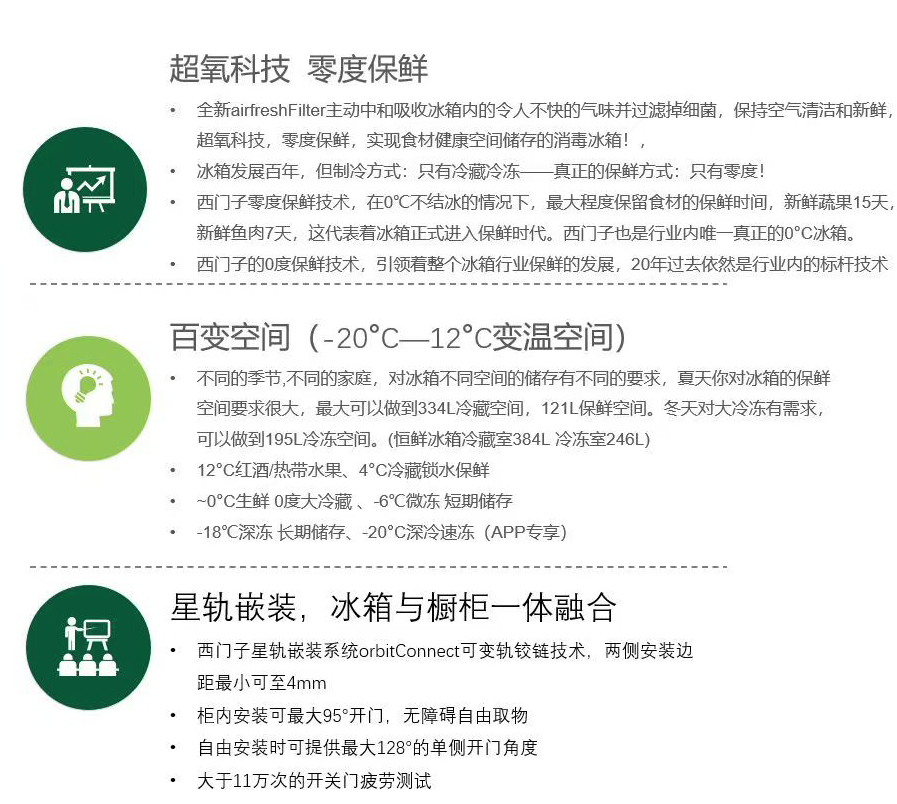 超氧科技 零度保鲜
• 全新airfreshFilter主动中和吸收冰箱内的令人不快的气味并过滤掉细菌，保持空气清洁和新鲜，
超氧科技，零度保鲜，实现食材健康空间储存的消毒冰箱！，
• 冰箱发展百年，但制冷方式：只有冷藏冷冻——真正的保鲜方式：只有零度！
• 西门子零度保鲜技术，在0℃不结冰的情况下，最大程度保留食材的保鲜时间，新鲜蔬果15天，
新鲜鱼肉7天，这代表着冰箱正式进入保鲜时代。西门子也是行业内唯一真正的0°C冰箱。
• 西门子的0度保鲜技术，引领着整个冰箱行业保鲜的发展，20年过去依然是行业内的标杆技术
百变空间（-20°C—12°C变温空间）
• 不同的季节,不同的家庭，对冰箱不同空间的储存有不同的要求，夏天你对冰箱的保鲜
空间要求很大，最大可以做到334L冷藏空间，121L保鲜空间。冬天对大冷冻有需求，
可以做到195L冷冻空间。(恒鲜冰箱冷藏室384L 冷冻室246L)
• 12°C红酒/热带水果、4°C冷藏锁水保鲜
• ~0°C生鲜 0度大冷藏 、-6℃微冻 短期储存
• -18℃深冻 长期储存、-20°C深冷速冻（APP专享）
星轨嵌装，冰箱与橱柜一体融合
• 西门子星轨嵌装系统orbitConnect可变轨铰链技术，两侧安装边
距最小可至4mm
• 柜内安装可最大95°开门，无障碍自由取物
• 自由安装时可提供最大128°的单侧开门角度
• 大于11万次的开关门疲劳测试